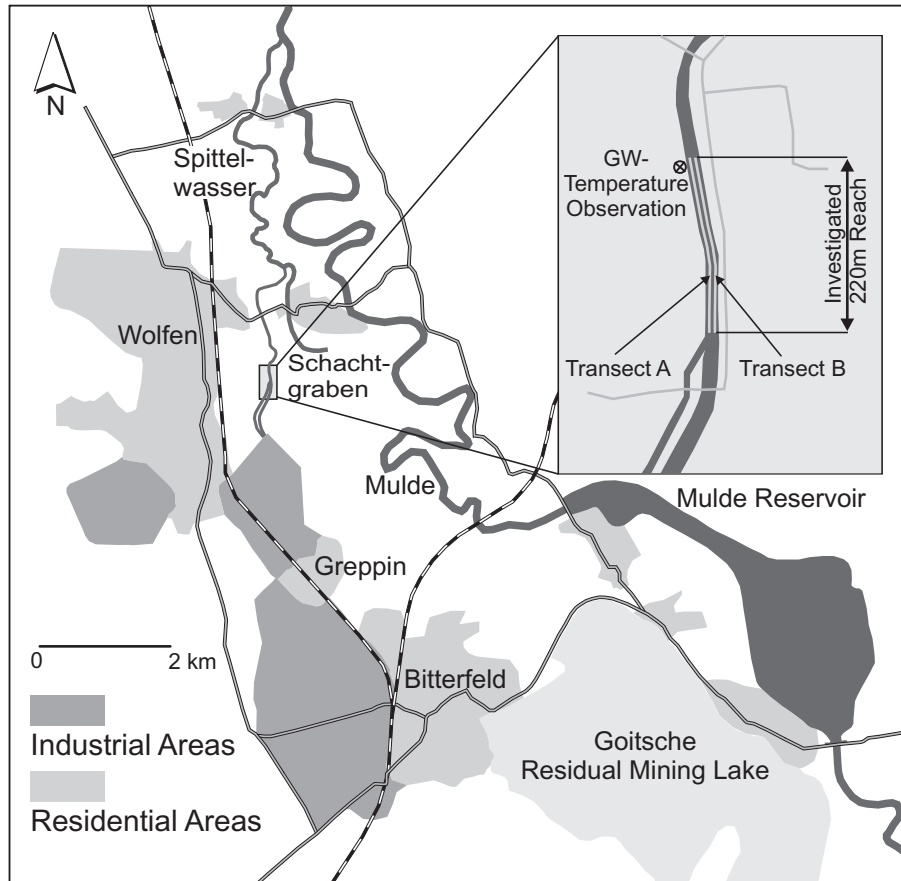 N
Spittel-
wasser
GW-
Temperature
Observation
Investigated
220m Reach
Transect A
Transect B
Wolfen
Schacht-
graben
Mulde
Mulde Reservoir
Greppin
0
2 km
Bitterfeld
Industrial Areas
Goitsche
Residual Mining Lake
Residential Areas